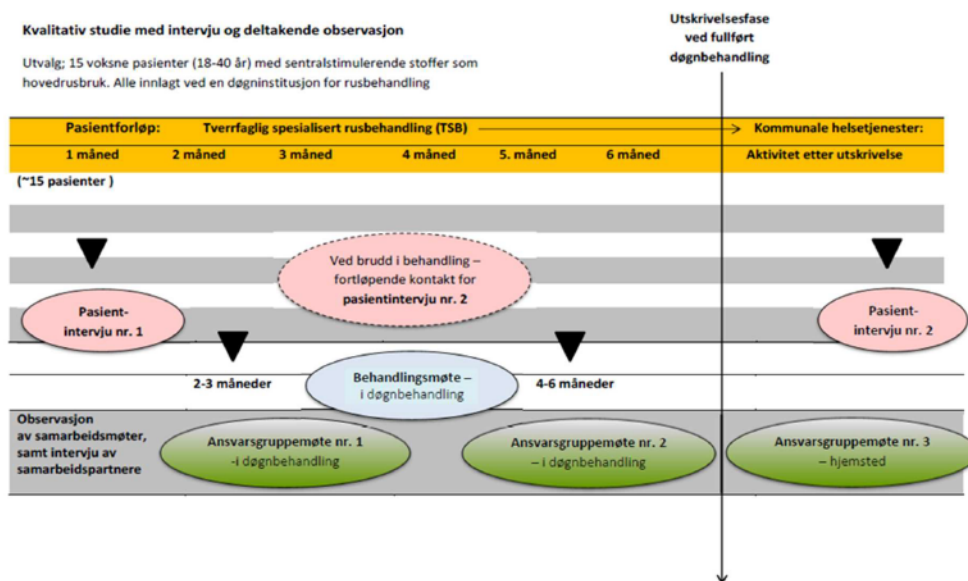 Kvalitativ studie med intervju og deltakende observasjon
Utvalg; 15 voksne pasienter (18-40 år) med sentralstimulerende stoffer som
hovedrusbruk. Alle innlagt ved en døgninstitusjon for rusbehandling
Utskrivelsesfase
ved fullført
døgnbehandling
Pasientforløp: Tverrfaglig spesialisert rusbehandling (TSB) Kommunale helsetjenester:
1 måned 2 måned 3 måned 4 måned 5. måned 6 måned Aktivitet etter utskrivelse
(~15 pasienter )
Ved brudd i behandling –
fortløpende kontakt for
pasientintervju nr. 2
Pasient-
intervju nr. 1
Pasient-
intervju nr. 2
2-3 måneder
Behandlingsmøte –
i døgnbehandling
4-6 måneder
Observasjon
av samarbeidsmøter,
samt intervju av
samarbeidspartnere
Ansvarsgruppemøte nr. 1
-i døgnbehandling
Ansvarsgruppemøte nr. 2
– i døgnbehandling
Ansvarsgruppemøte nr. 3
– hjemsted